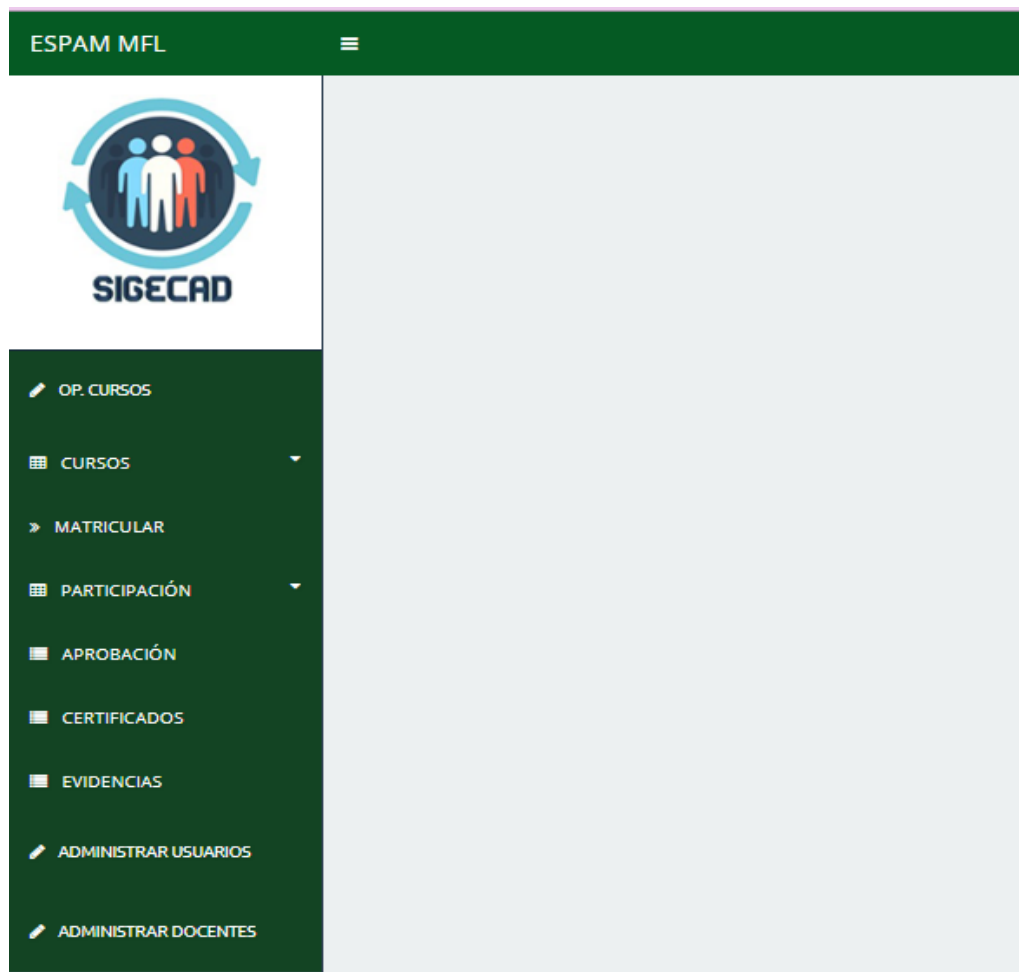 ESPAM MFL
SIGECAD
OP. CURSOS
CURSOS
MATRICULAR
PARTICIPACIÓN
APROBACIÓN
CERTIFICADOS
EVIDENCIAS
ADMINISTRAR USUARIOS
ADMINISTRAR DOCENTES